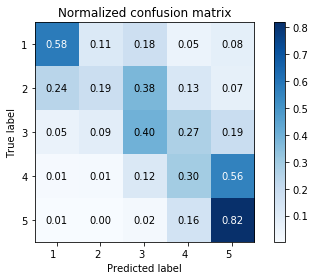 Normalized confusion matrix
1 0.58 0.11 0.18 0.05 0.08
2 0.24 0.19 0.38 0.13 0.07
3 0.05 0.09 0.40 0.27 0.19
4 0.01 0.01 0.12 0.30 0.56
5 0.01 0.00 0.02 0.16 0.82
1 2 3 4 5
True label
Predicted label
0.8
0.7
0.6
0.5
0.4
0.3
0.2
0.1